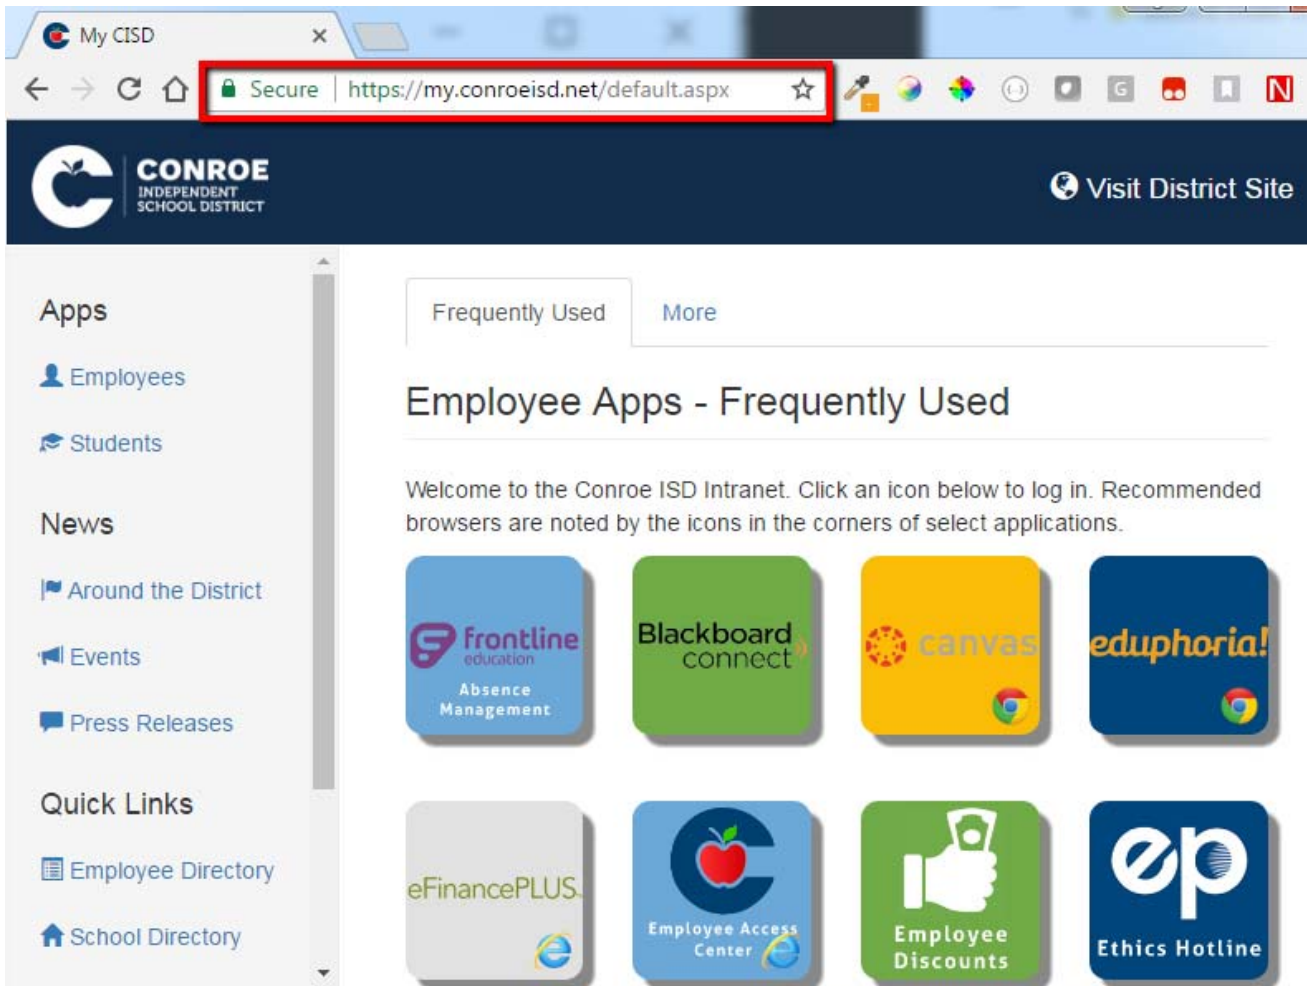 My CISD
Secure | https://my.conroeisd.net/default.aspx
G
N
CONROE
INDEPENDENT
SCHOOL DISTRICT
Visit District Site
Apps
Employees
Students
News
Around the District
Events
Press Releases
Quick Links
Employee Directory
School Directory
Frequently Used
More
Employee Apps - Frequently Used
Welcome to the Conroe ISD Intranet. Click an icon below to log in. Recommended
browsers are noted by the icons in the corners of select applications.
frontline
education
Absence
Management
Blackboard
connect
canvas
eduphoria!
eFinancePLUS
Employee Access
Center
Employee
Discounts
ep
Ethics Hotline